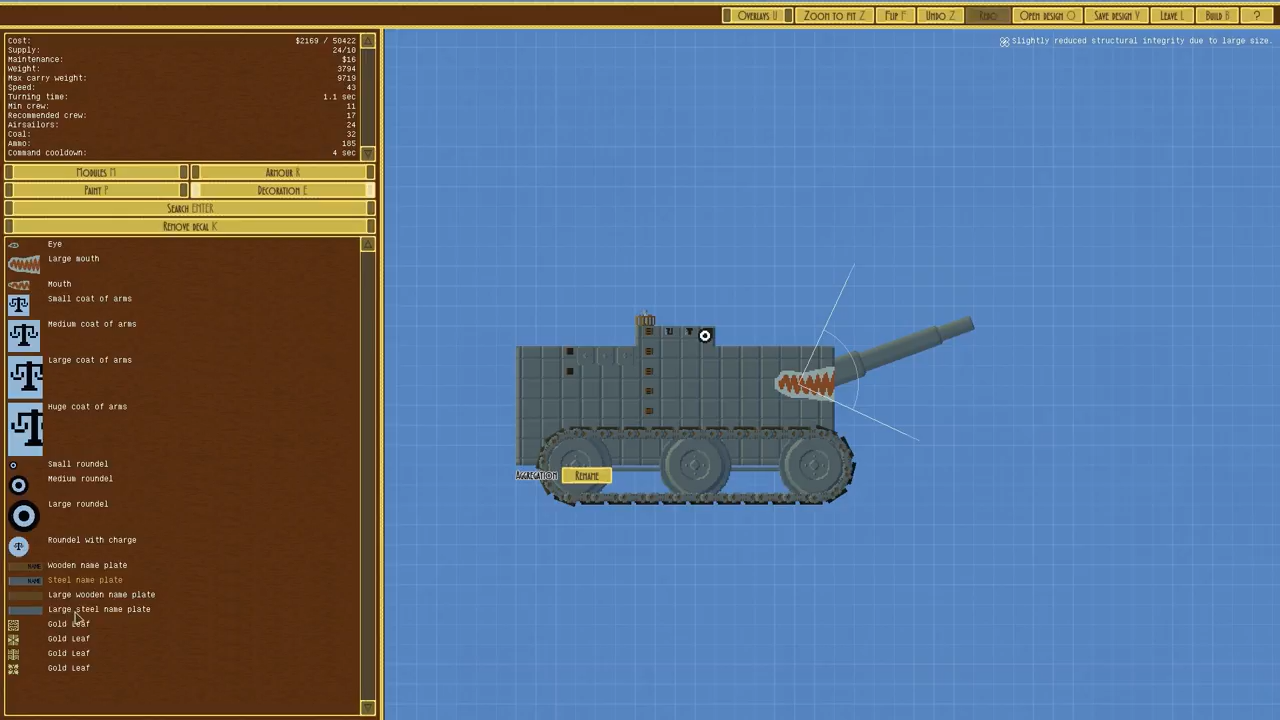 Overlays U
Zoom to fit Z
Flip F
Undo Z
Redo
Open design O
Save design V
Leave L
Build B
?
Cost: $2169 / 50422
Supply: 24/10
Maintenance: $16
Weight: 3794
Max carry weight: 9719
Speed: 43
Turning time: 1.1 sec
Min crew: 11
Recommended crew: 17
Airsailors: 24
Coal: 32
Ammo: 185
Command cooldown: 4 sec
Slightly reduced structural integrity due to large size.
Modules M
Armour R
Paint P
Decoration E
Search ENTER
Remove decal K
Eye
Large mouth
Mouth
Small coat of arms
Medium coat of arms
Large coat of arms
Huge coat of arms
Small roundel
Medium roundel
Large roundel
Roundel with charge
NAME
Wooden name plate
NAME
Steel name plate
Large wooden name plate
Large steel name plate
Gold Leaf
Gold Leaf
Gold Leaf
Gold Leaf
Aggregation
Rename